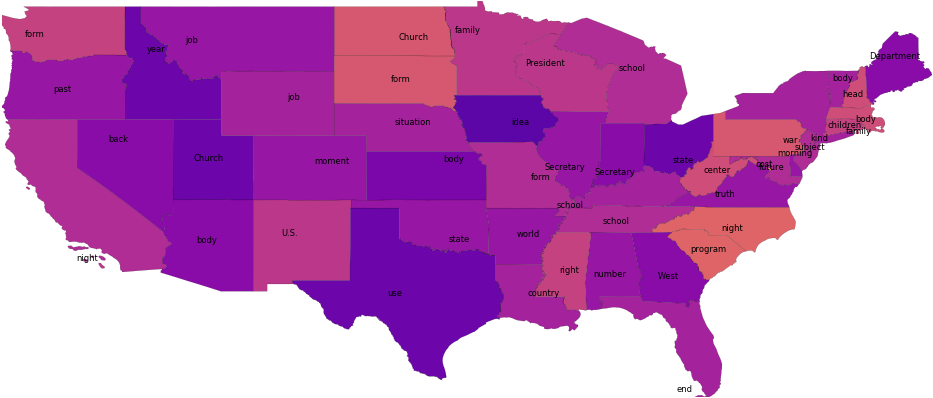 form
year
job
Church
family
President
school
Department
past
job
form
body
head
back
situation
idea
children
body
family
Church
moment
body
Secretary
Secretary
state
war
kind
subject
morning
center
cost
future
form
school
truth
body
U.S.
state
world
school
night
program
night
use
country
right
number
West
end